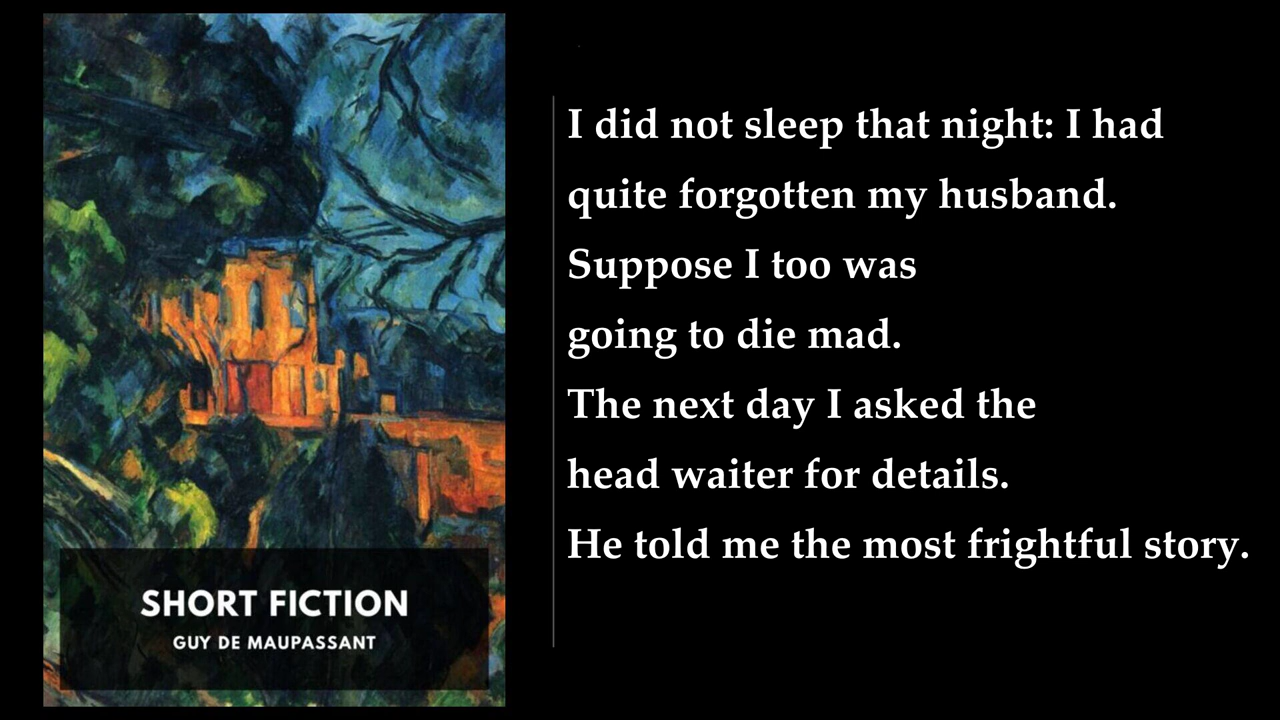 SHORT FICTION
GUY DE MAUPASSANT
I did not sleep that night: I had
quite forgotten my husband.
Suppose I too was
going to die mad.
The next day I asked the
head waiter for details.
He told me the most frightful story.